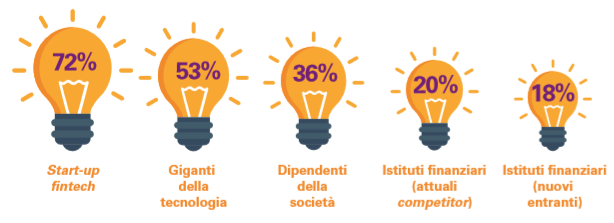 72%
53%
36%
20%
18%
Start-up
fintech
Giganti
della
tecnologia
Dipendenti
della
società
Istituti finanziari
(attuali
competitor)
Istituti finanziari
(nuovi
entranti)